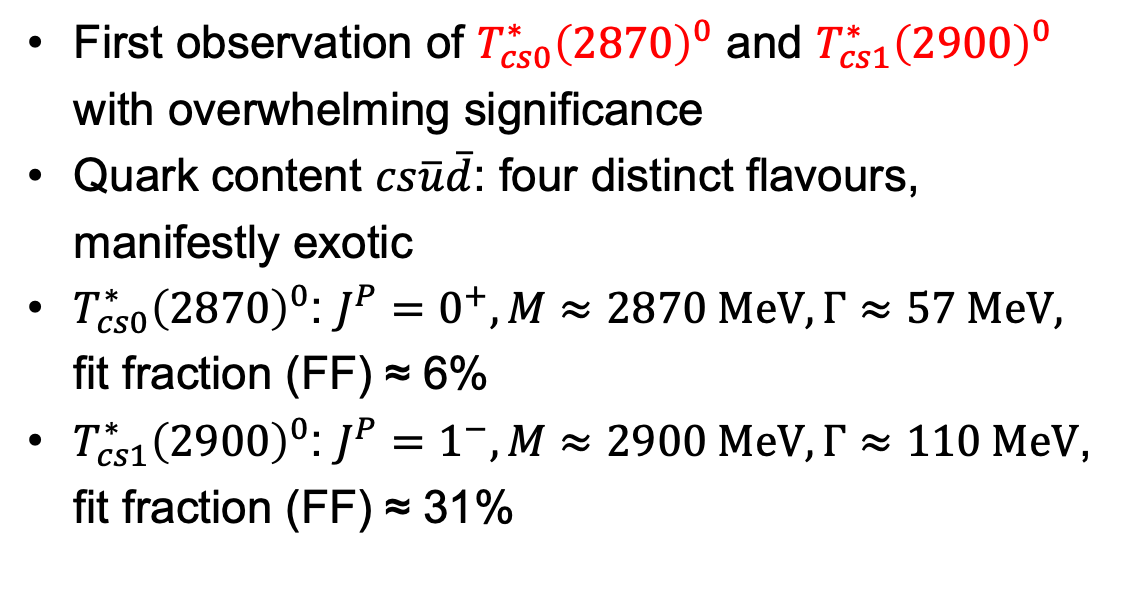 • First observation of T*cs0(2870)⁰ and T*cs1(2900)⁰
with overwhelming significance
• Quark content csūd̄: four distinct flavours,
manifestly exotic
• T*cs0(2870)⁰: Jᴾ = 0⁺, M ≈ 2870 MeV, Γ ≈ 57 MeV,
fit fraction (FF) ≈ 6%
• T*cs1(2900)⁰: Jᴾ = 1⁻, M ≈ 2900 MeV, Γ ≈ 110 MeV,
fit fraction (FF) ≈ 31%